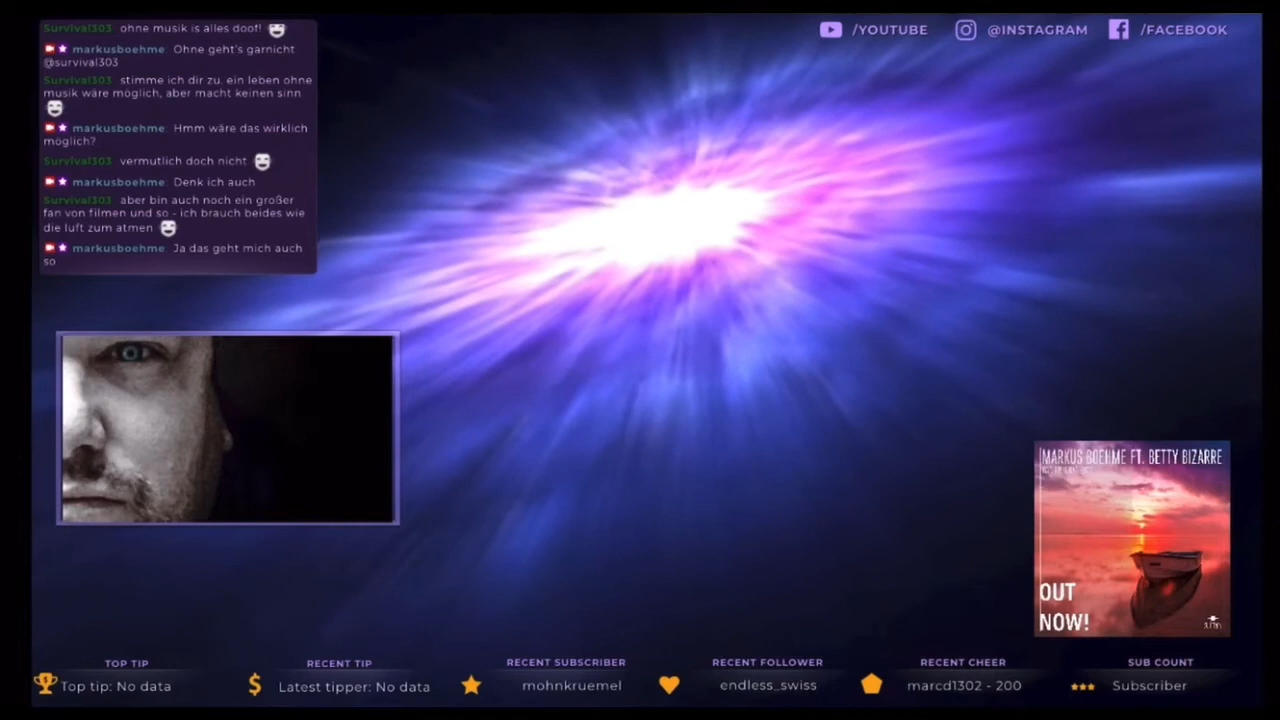 Survival303 ohne musik is alles doof!
markusboehme: Ohne geht's garnicht
@survival303
Survival303 stimme ich dir zu. ein leben ohne
musik wäre möglich, aber macht keinen sinn
markusboehme: Hmm wäre das wirklich
möglich?
Survival303 vermutlich doch nicht
markusboehme: Denk ich auch
Survival303 aber bin auch noch ein großer
fan von filmen und so - ich brauch beides wie
die luft zum atmen
markusboehme: Ja das geht mich auch
so
/YOUTUBE @INSTAGRAM /FACEBOOK
MARKUS BOEHME FT. BETTY BIZARRE
OUT
NOW!
TOP TIP
Top tip: No data
RECENT TIP
Latest tipper: No data
RECENT SUBSCRIBER
mohnkruemel
RECENT FOLLOWER
endless_swiss
RECENT CHEER
marcd1302 - 200
SUB COUNT
Subscriber